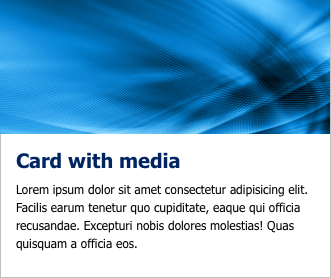 Card with media
Lorem ipsum dolor sit amet consectetur adipisicing elit.
Facilis earum tenetur quo cupiditate, eaque qui officia
recusandae. Excepturi nobis dolores molestias! Quas
quisquam a officia eos.